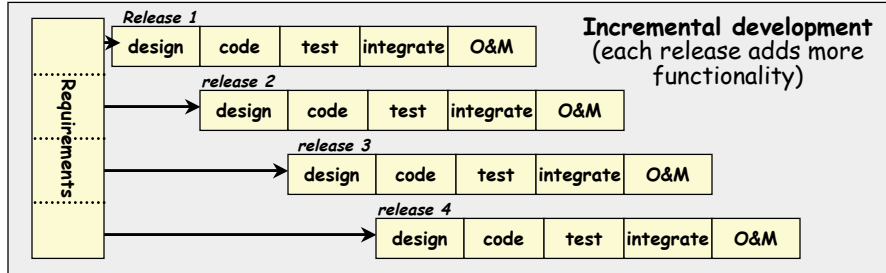 Release 1
design code test integrate O&M
Incremental development
(each release adds more
functionality)
Requirements
release 2
design code test integrate O&M
release 3
design code test integrate O&M
release 4
design code test integrate O&M